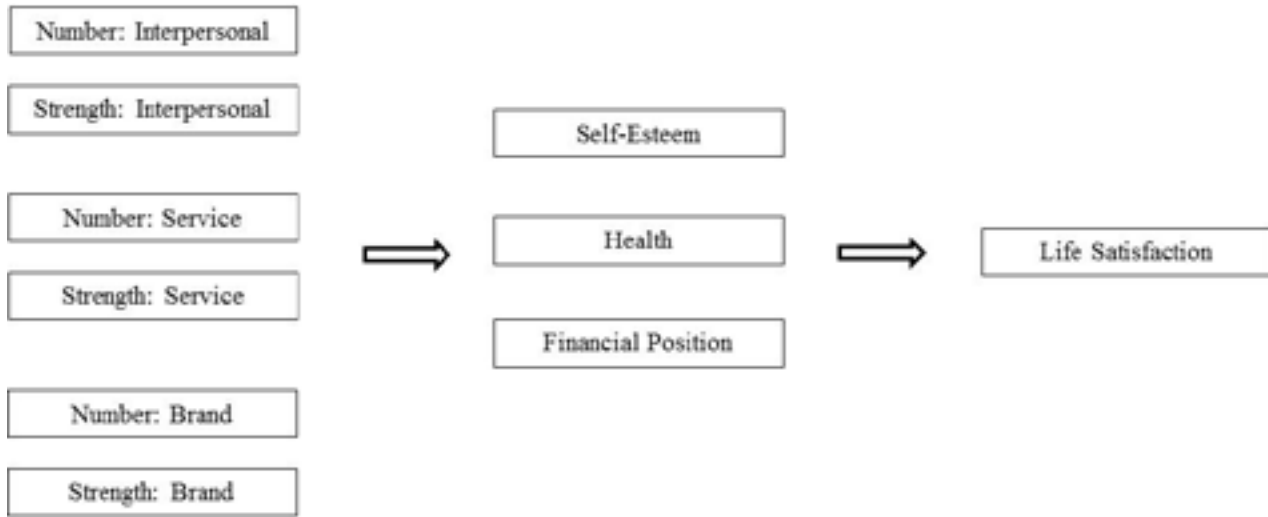 Number: Interpersonal
Strength: Interpersonal
Number: Service
Strength: Service
Number: Brand
Strength: Brand
Self-Esteem
Health
Financial Position
Life Satisfaction